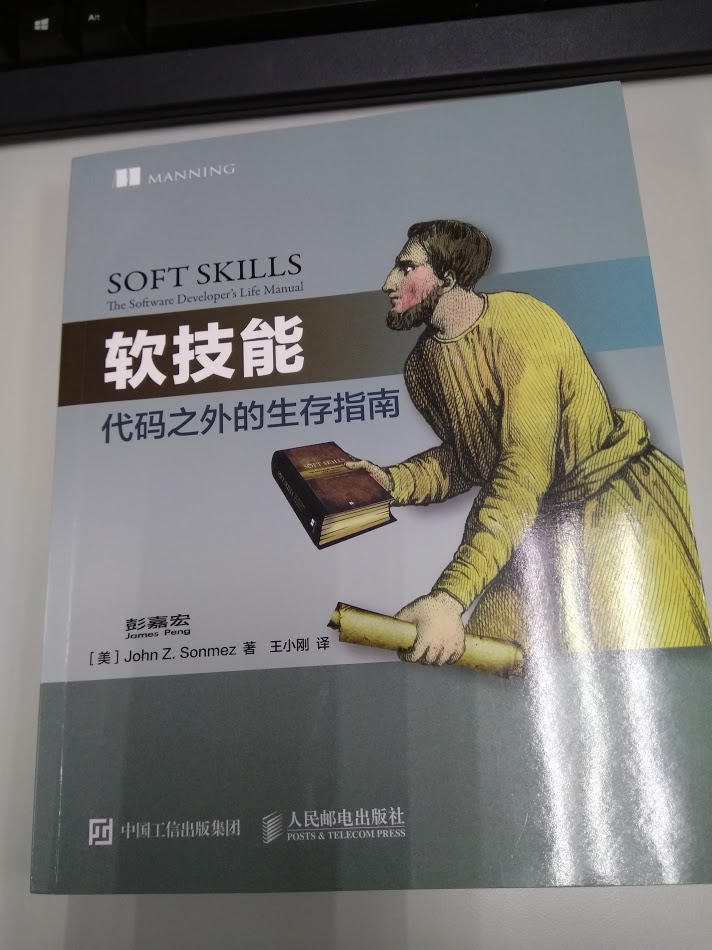 Alt
MANNING
SOFT SKILLS
The Software Developer's Life Manual
软技能
代码之外的生存指南
SOFT SKILLS
彭嘉宏
James Peng
[美] John Z. Sonmez 著 王小刚 译
中国工信出版集团
人民邮电出版社
POSTS & TELECOM PRESS